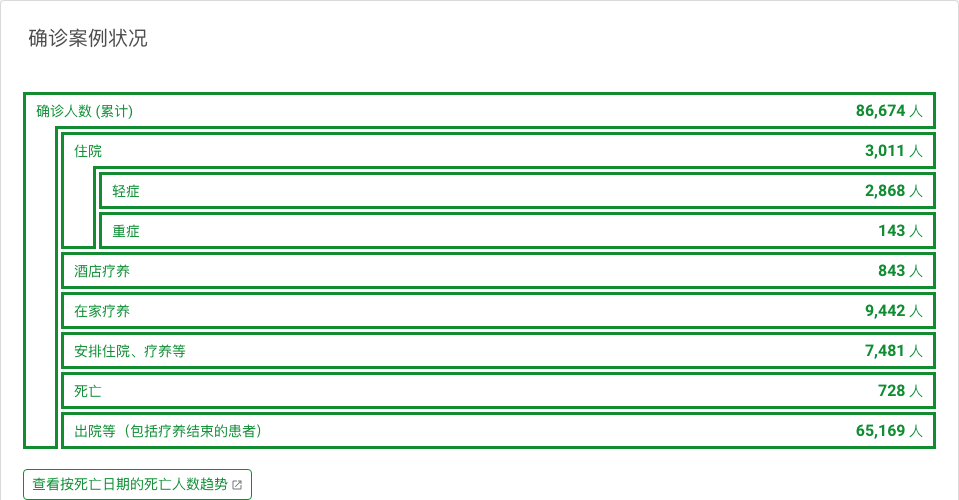 确诊案例状况
确诊人数 (累计) 86,674 人
住院 3,011 人
轻症 2,868 人
重症 143 人
酒店疗养 843 人
在家疗养 9,442 人
安排住院、疗养等 7,481 人
死亡 728 人
出院等（包括疗养结束的患者） 65,169 人
查看按死亡日期的死亡人数趋势